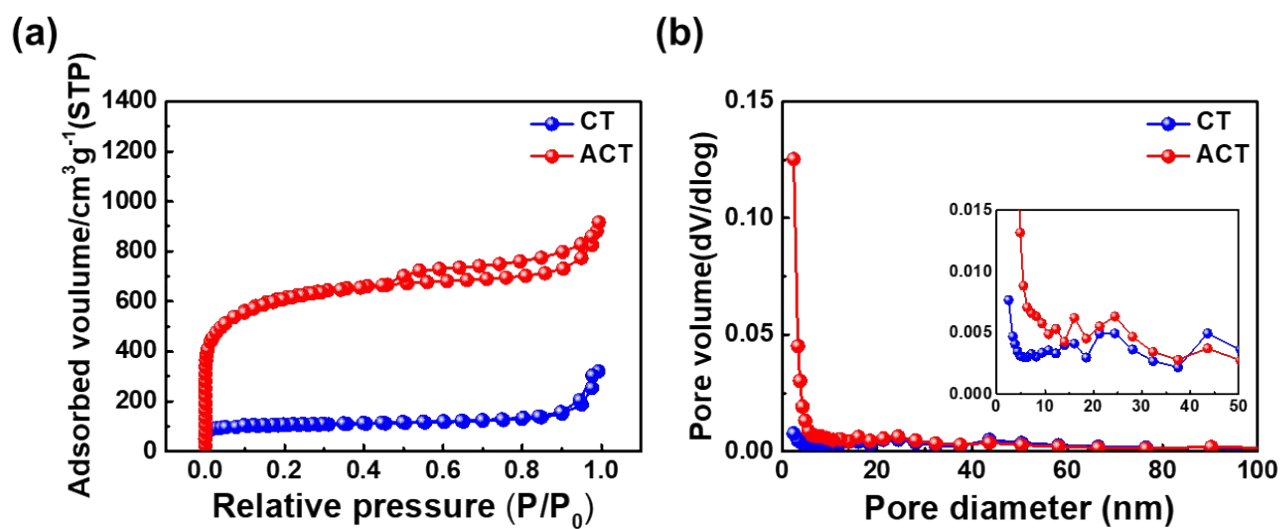 (a)
Adsorbed voulume/cm³g⁻¹(STP)
1400
1200
1000
800
600
400
200
0
0.0 0.2 0.4 0.6 0.8 1.0
Relative pressure (P/P₀)
CT
ACT
(b)
Pore volume(dV/dlog)
0.15
0.10
0.05
0.00
0 20 40 60 80 100
Pore diameter (nm)
CT
ACT
0.015
0.010
0.005
0.000
0 10 20 30 40 50